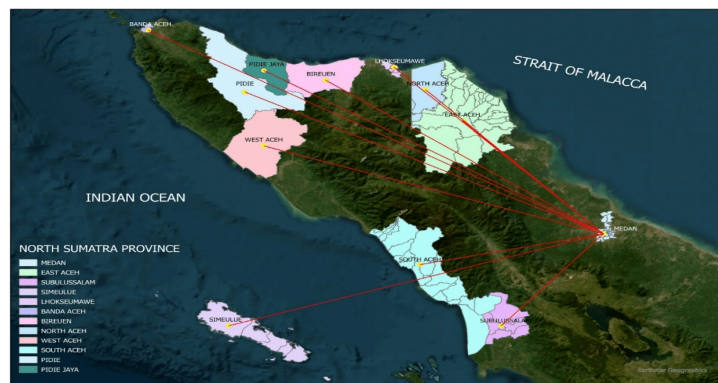 BANDA ACEH
PIDIE JAYA
PIDIE
BIREUEN
LHOKSEUMAWE
NORTH ACEH
EAST ACEH
STRAIT OF MALACCA
WEST ACEH
INDIAN OCEAN
MEDAN
SOUTH ACEH
SIMEULUE
SUBULUSSALAM
NORTH SUMATRA PROVINCE
MEDAN
EAST ACEH
SUBULUSSALAM
SIMEULUE
LHOKSEUMAWE
BANDA ACEH
BIREUEN
NORTH ACEH
WEST ACEH
SOUTH ACEH
PIDIE
PIDIE JAYA
Earthstar Geographics